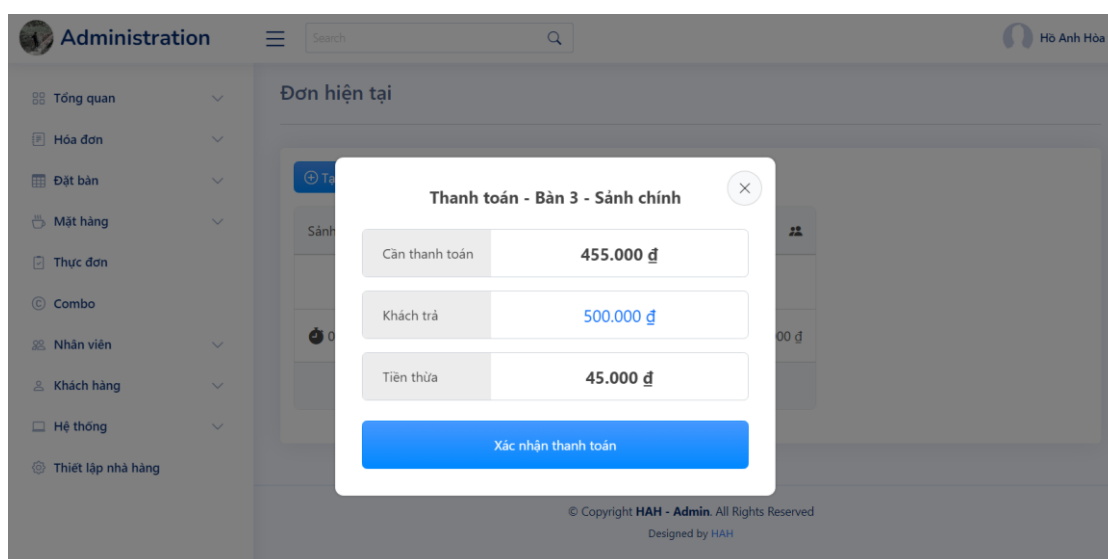 Administration
Search
Hồ Anh Hòa
Tổng quan
Hóa đơn
Đặt bàn
Mặt hàng
Thực đơn
Combo
Nhân viên
Khách hàng
Hệ thống
Thiết lập nhà hàng
Đơn hiện tại
Sảnh
Thanh toán - Bàn 3 - Sảnh chính
Cần thanh toán 455.000 ₫
Khách trả 500.000 ₫
Tiền thừa 45.000 ₫
Xác nhận thanh toán
© Copyright HAH - Admin. All Rights Reserved
Designed by HAH